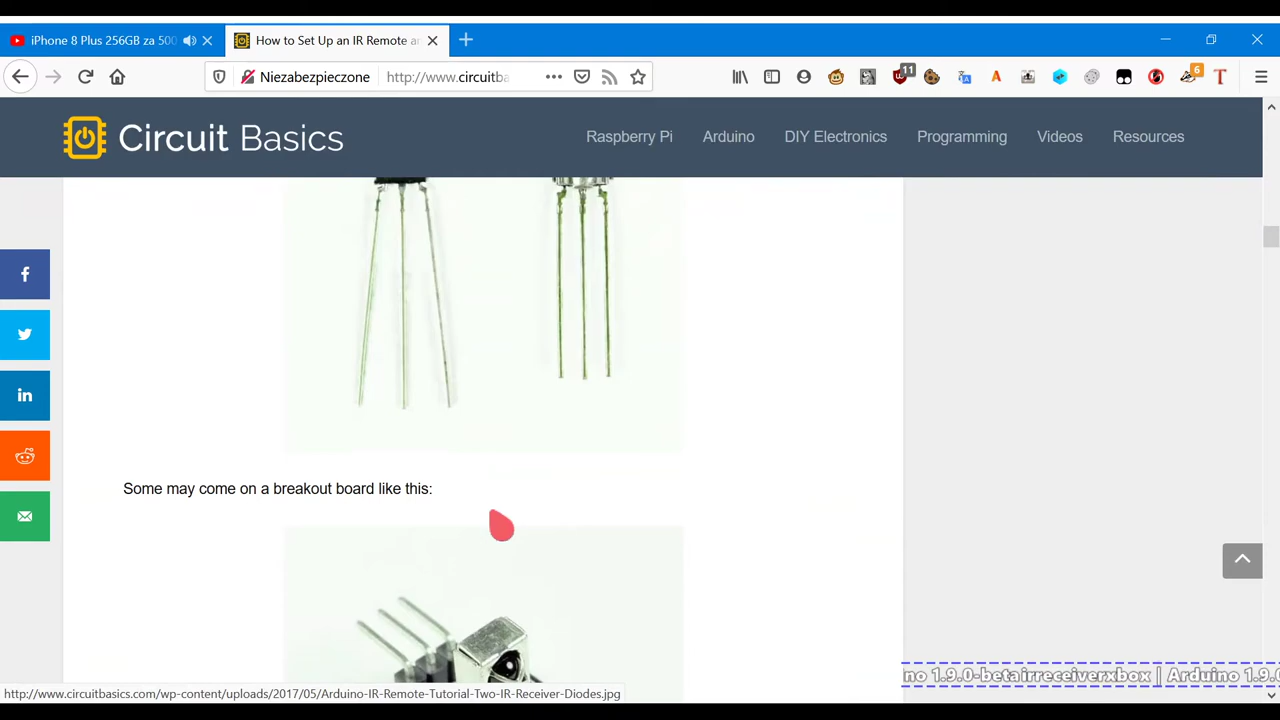 iPhone 8 Plus 256GB za 500
How to Set Up an IR Remote
Niezabezpieczone
http://www.circuitba
11
6
Circuit Basics
Raspberry Pi
Arduino
DIY Electronics
Programming
Videos
Resources
Some may come on a breakout board like this:
no 1.9.0-betairreceiverxbox | Arduino 1.9.0
http://www.circuitbasics.com/wp-content/uploads/2017/05/Arduino-IR-Remote-Tutorial-Two-IR-Receiver-Diodes.jpg